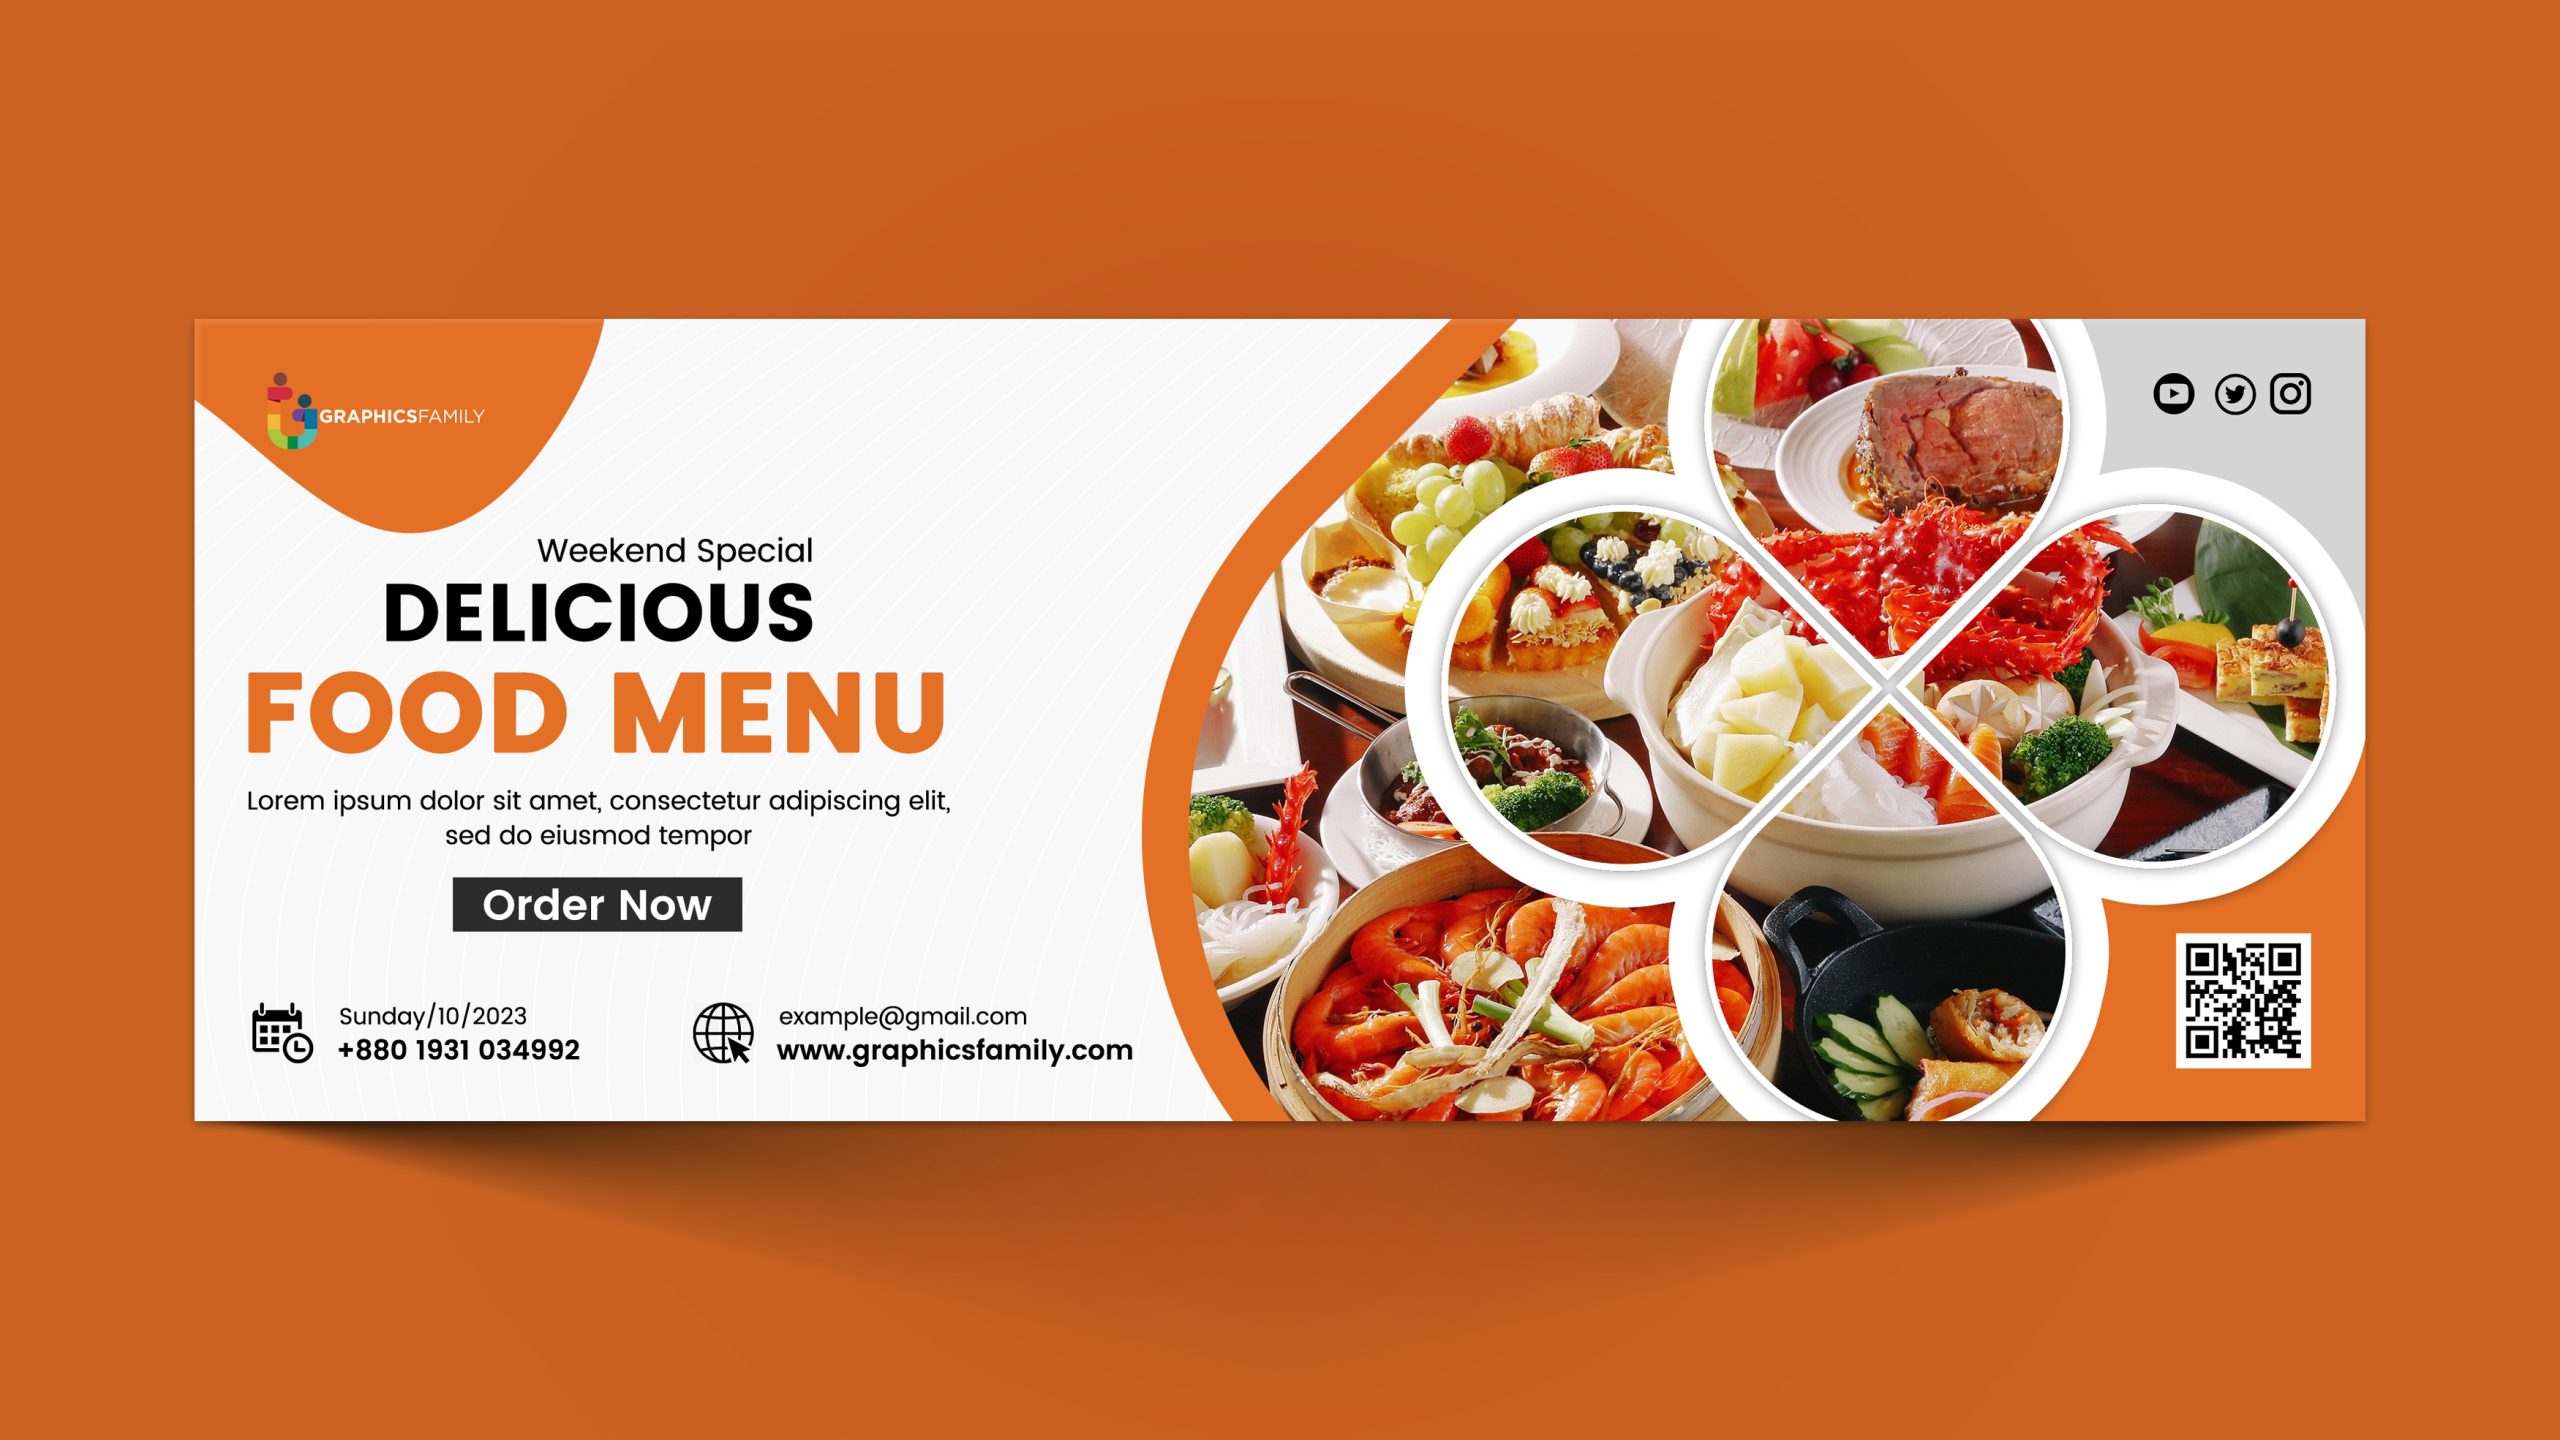 GRAPHICSFAMILY
Weekend Special
DELICIOUS
FOOD MENU
Lorem ipsum dolor sit amet, consectetur adipiscing elit,
sed do eiusmod tempor
Order Now
Sunday/10/2023
+880 1931 034992
example@gmail.com
www.graphicsfamily.com